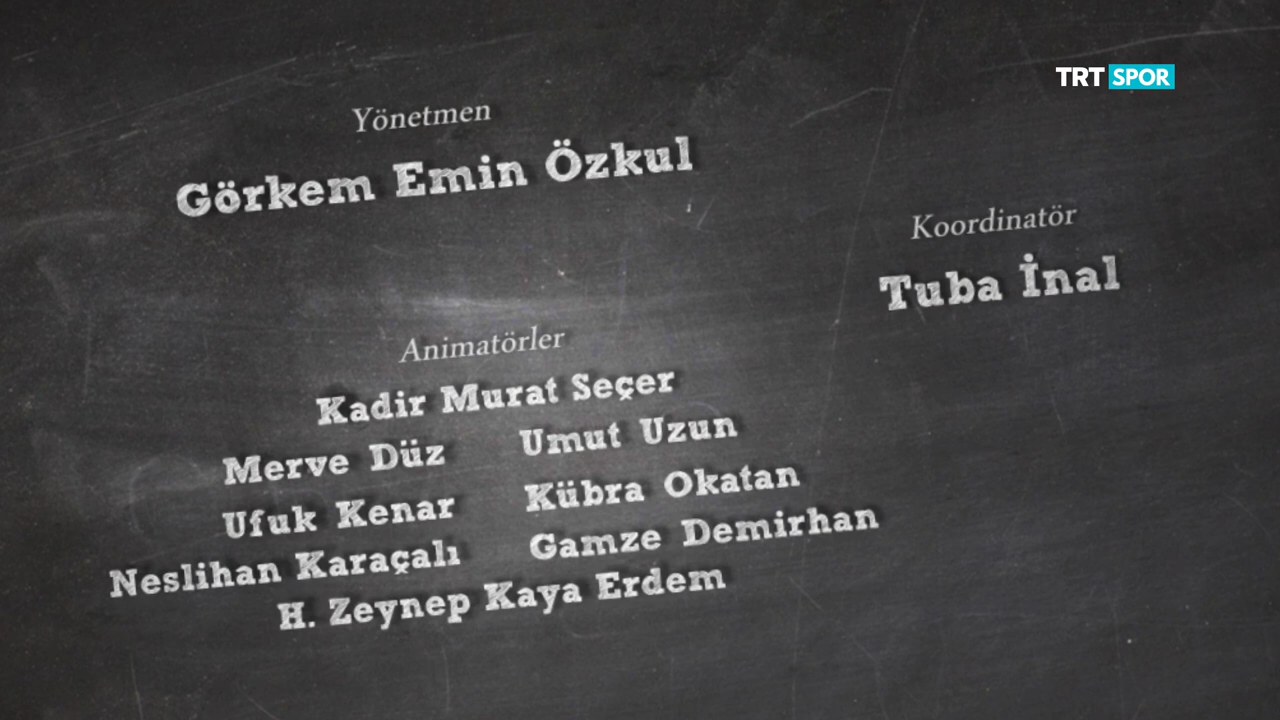 TRT SPOR
Yönetmen
Görkem Emin Özkul
Koordinatör
Tuba İnal
Animatörler
Kadir Murat Seçer
Merve Düz
Umut Uzun
Ufuk Kenar
Kübra Okatan
Neslihan Karaçalı
Gamze Demirhan
H. Zeynep Kaya Erdem